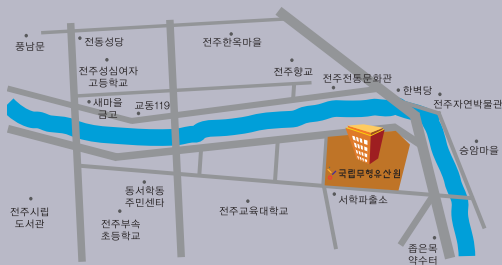 풍남문
전동성당
전주한옥마을
전주성심여자
고등학교
전주향교
전주전통문화관
한벽당
새마을
금고
교동119
전주자연박물관
승암마을
국립무형유산원
동서학동
주민센타
전주시립
도서관
전주부속
초등학교
전주교육대학교
서학파출소
좁은목
약수터